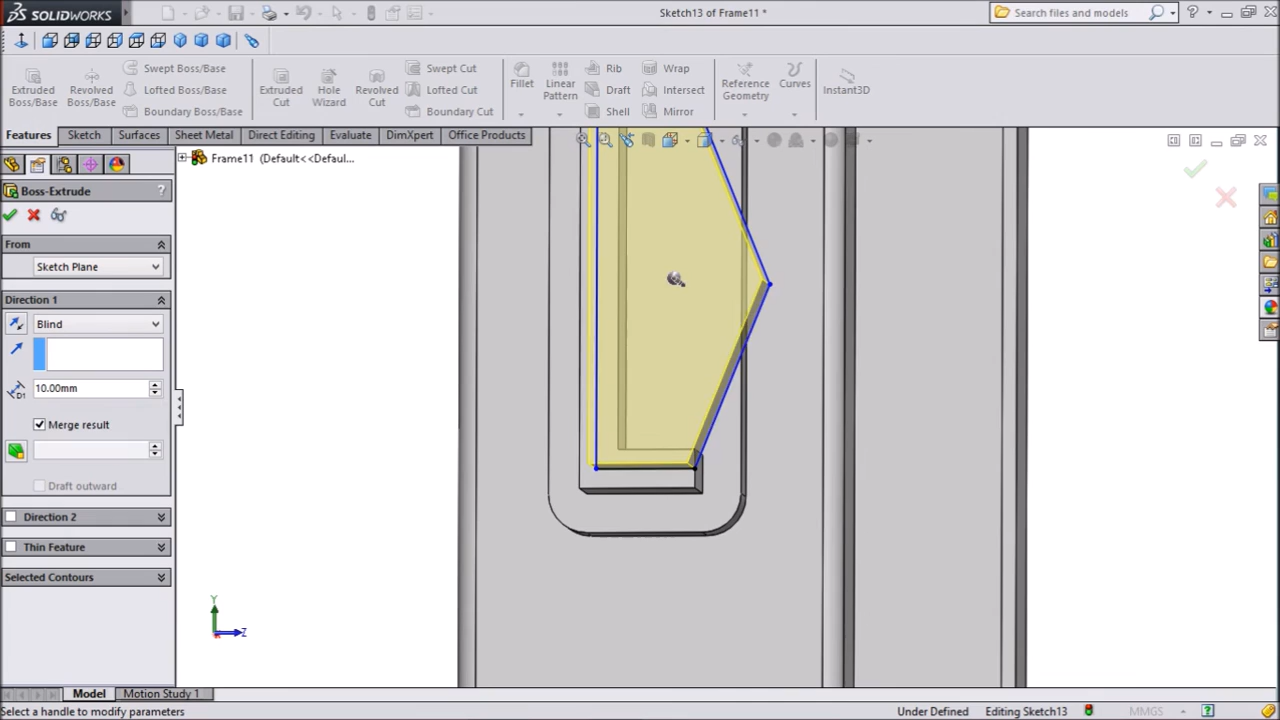 SOLIDWORKS
Sketch13 of Frame11 *
Search files and models
Extruded Boss/Base
Revolved Boss/Base
Swept Boss/Base
Lofted Boss/Base
Boundary Boss/Base
Extruded Cut
Hole Wizard
Revolved Cut
Swept Cut
Lofted Cut
Boundary Cut
Fillet
Linear Pattern
Rib
Draft
Shell
Wrap
Intersect
Mirror
Reference Geometry
Curves
Instant3D
Features Sketch Surfaces Sheet Metal Direct Editing Evaluate DimXpert Office Products
Frame11 (Default<<Defaul...
Boss-Extrude ?
From
Sketch Plane
Direction 1
Blind
D1
10.00mm
Merge result
Draft outward
Direction 2
Thin Feature
Selected Contours
Y
Z
Model Motion Study 1
Select a handle to modify parameters
Under Defined Editing Sketch13 MMGS